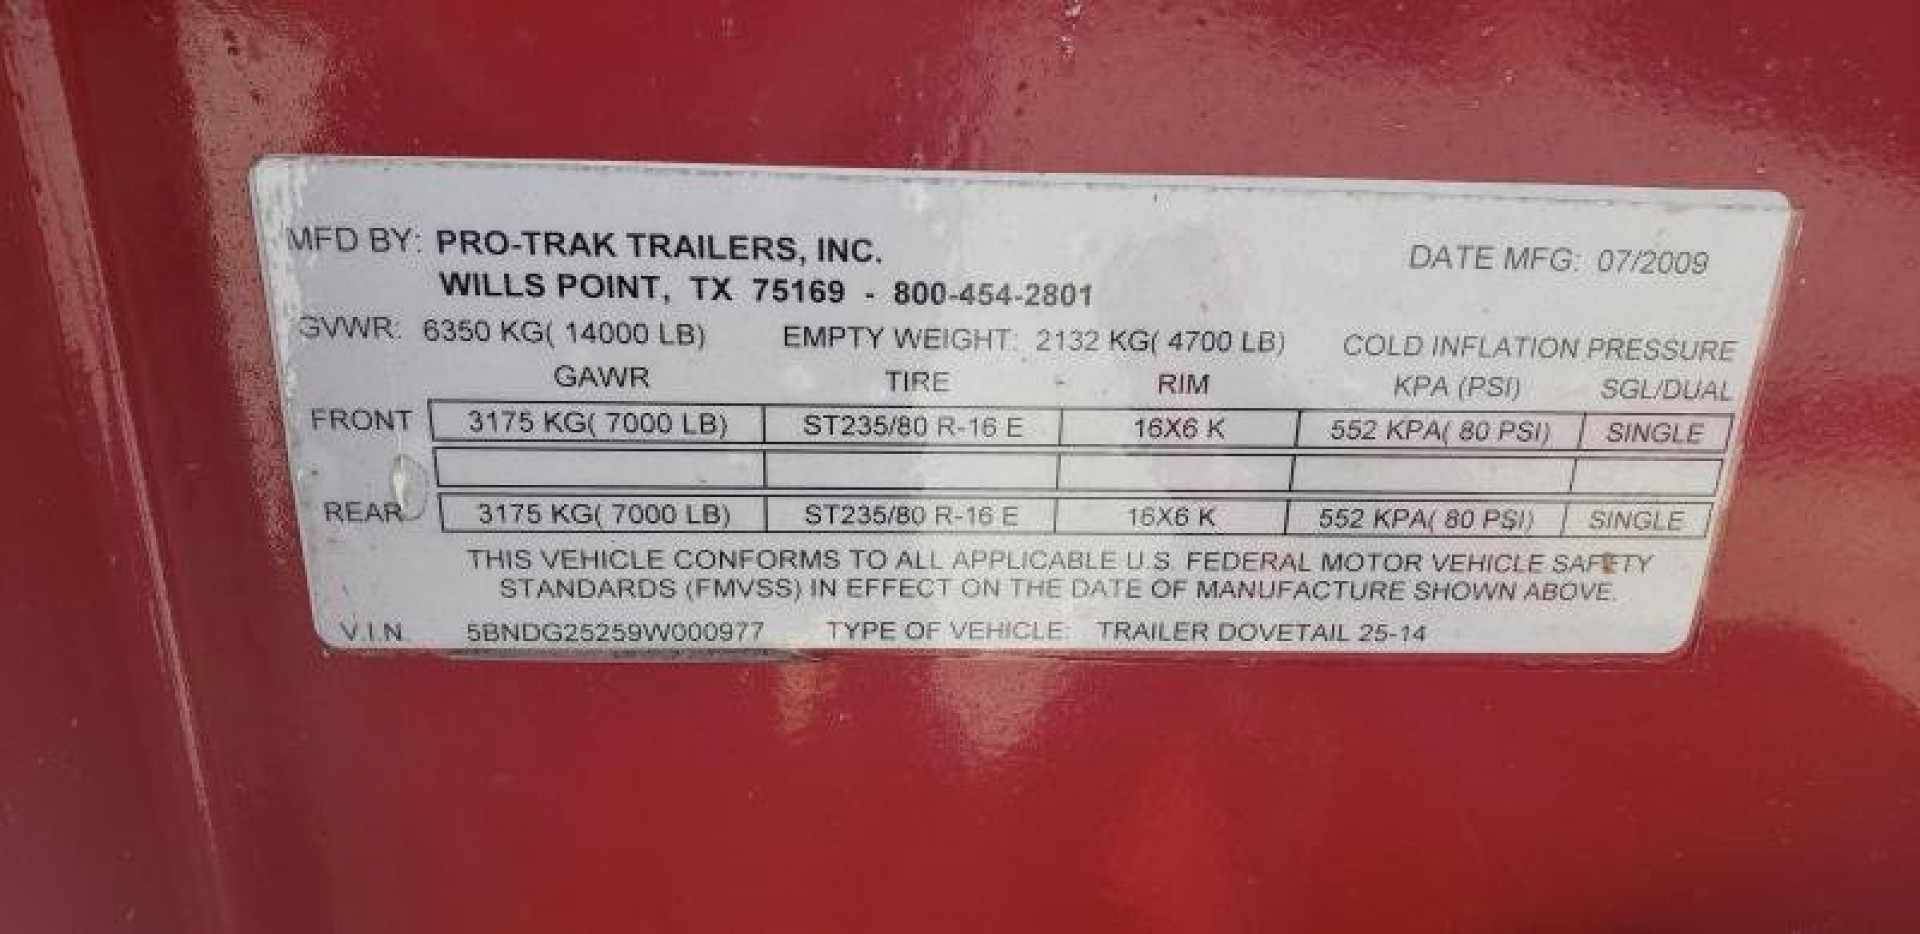 MFD BY: PRO-TRAK TRAILERS, INC. DATE MFG: 07/2009
WILLS POINT, TX 75169 - 800-454-2801
GVWR: 6350 KG( 14000 LB) EMPTY WEIGHT: 2132 KG( 4700 LB) COLD INFLATION PRESSURE
GAWR TIRE - RIM KPA (PSI) SGL/DUAL
FRONT 3175 KG( 7000 LB) ST235/80 R-16 E 16X6 K 552 KPA( 80 PSI) SINGLE
REAR 3175 KG( 7000 LB) ST235/80 R-16 E 16X6 K 552 KPA( 80 PSI) SINGLE
THIS VEHICLE CONFORMS TO ALL APPLICABLE U.S. FEDERAL MOTOR VEHICLE SAFETY
STANDARDS (FMVSS) IN EFFECT ON THE DATE OF MANUFACTURE SHOWN ABOVE.
V.I.N. 5BNDG25259W000977 TYPE OF VEHICLE: TRAILER DOVETAIL 25-14